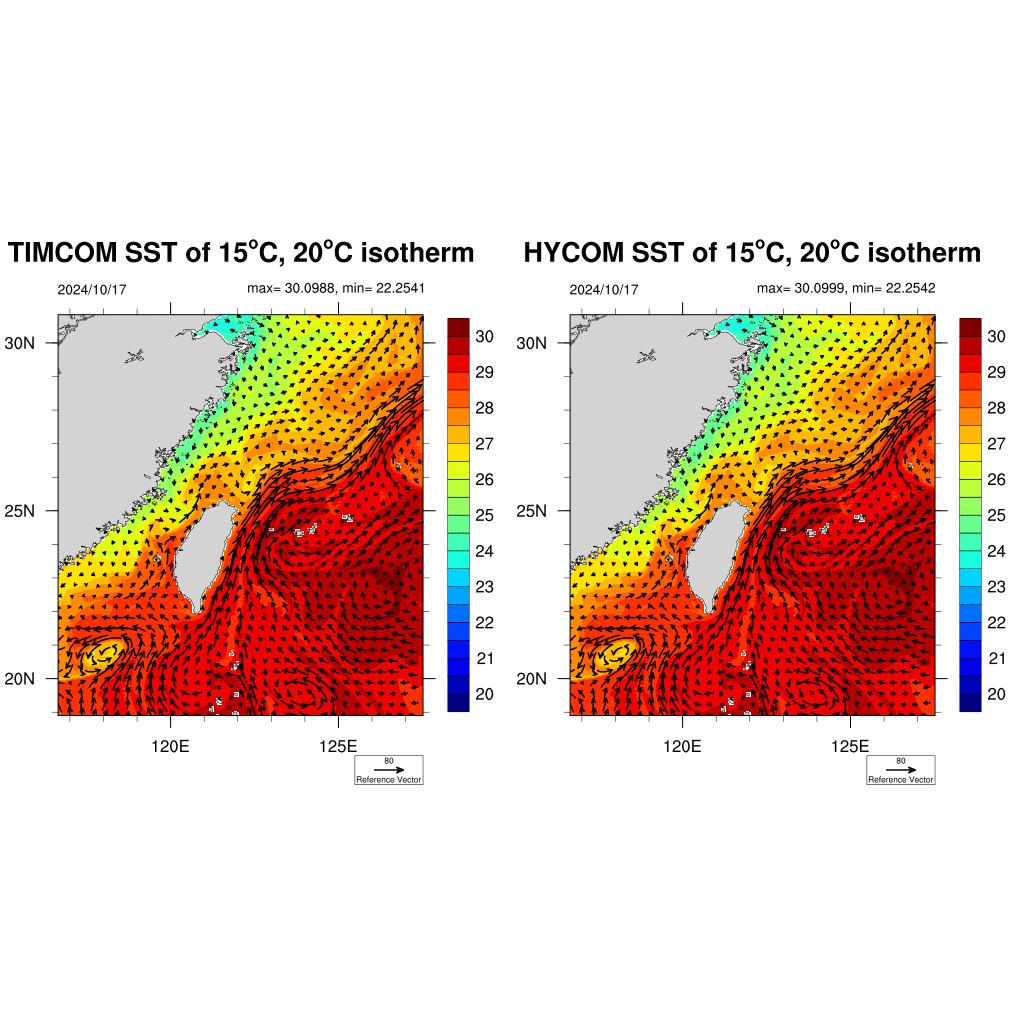 TIMCOM SST of 15°C, 20°C isotherm
2024/10/17
max= 30.0988, min= 22.2541
30N
25N
20N
120E
125E
30
29
28
27
26
25
24
23
22
21
20
80
Reference Vector
HYCOM SST of 15°C, 20°C isotherm
2024/10/17
max= 30.0999, min= 22.2542
30N
25N
20N
120E
125E
30
29
28
27
26
25
24
23
22
21
20
80
Reference Vector